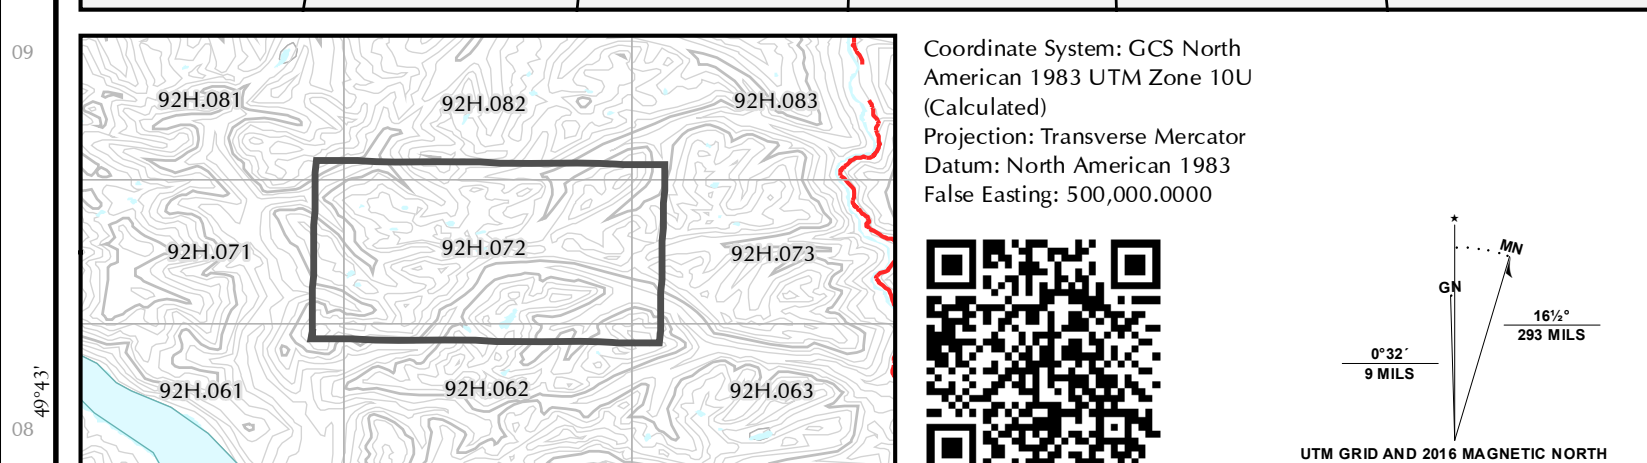 09
92H.081
92H.082
92H.083
92H.071
92H.072
92H.073
92H.061
92H.062
92H.063
49°43'
08
Coordinate System: GCS North
American 1983 UTM Zone 10U
(Calculated)
Projection: Transverse Mercator
Datum: North American 1983
False Easting: 500,000.0000
MN
GN
16½°
293 MILS
0°32´
9 MILS
UTM GRID AND 2016 MAGNETIC NORTH